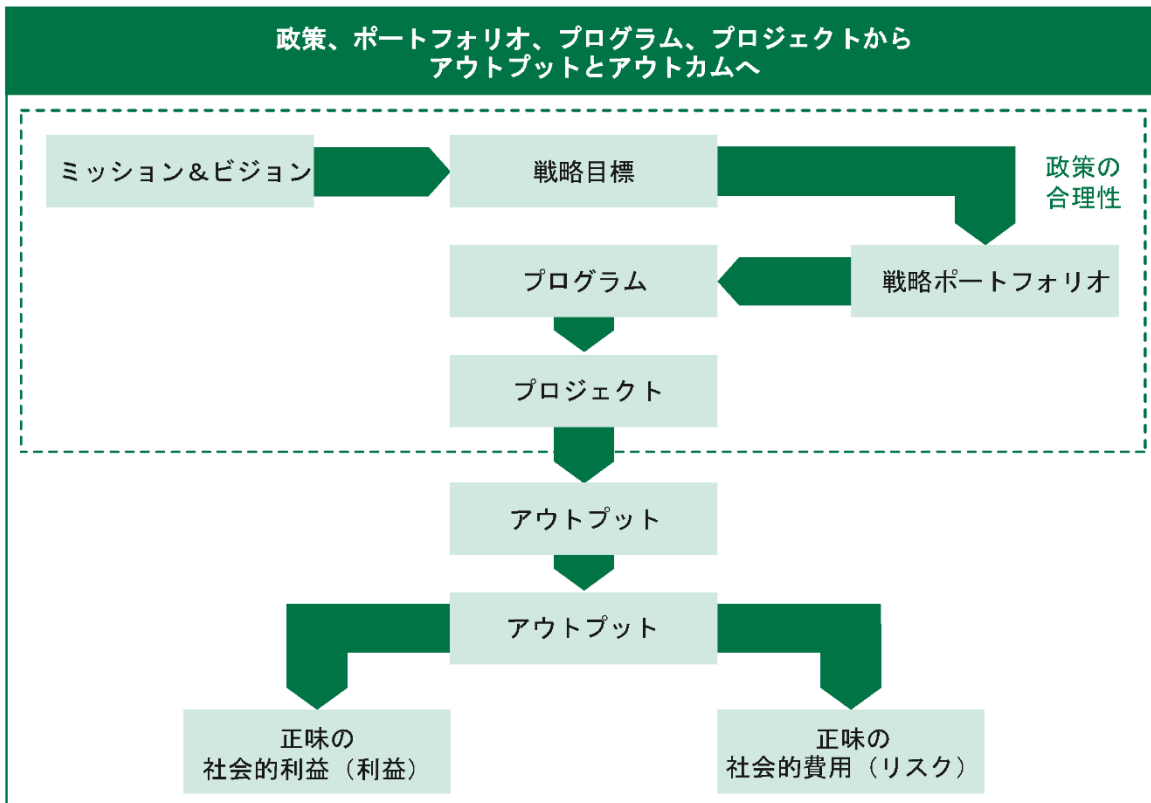 政策、ポートフォリオ、プログラム、プロジェクトから
アウトプットとアウトカムへ
ミッション＆ビジョン
戦略目標
政策の
合理性
プログラム
戦略ポートフォリオ
プロジェクト
アウトプット
アウトプット
正味の
社会的利益（利益）
正味の
社会的費用（リスク）